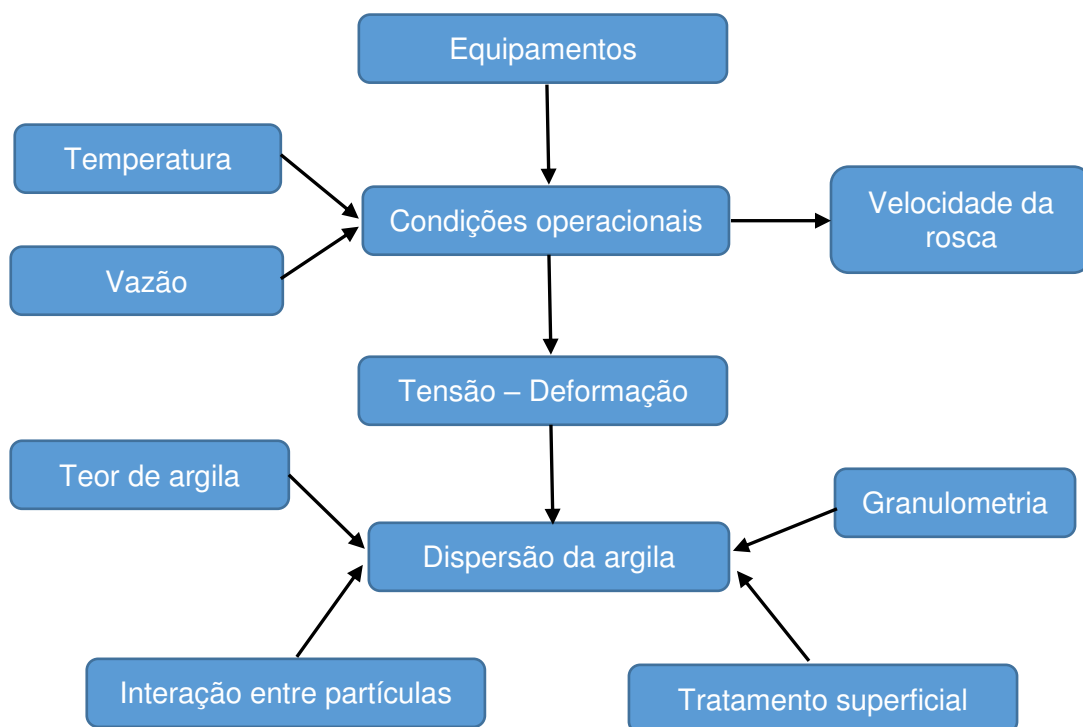 Equipamentos
Temperatura
Condições operacionais
Velocidade da
rosca
Vazão
Tensão – Deformação
Teor de argila
Granulometria
Dispersão da argila
Interação entre partículas
Tratamento superficial